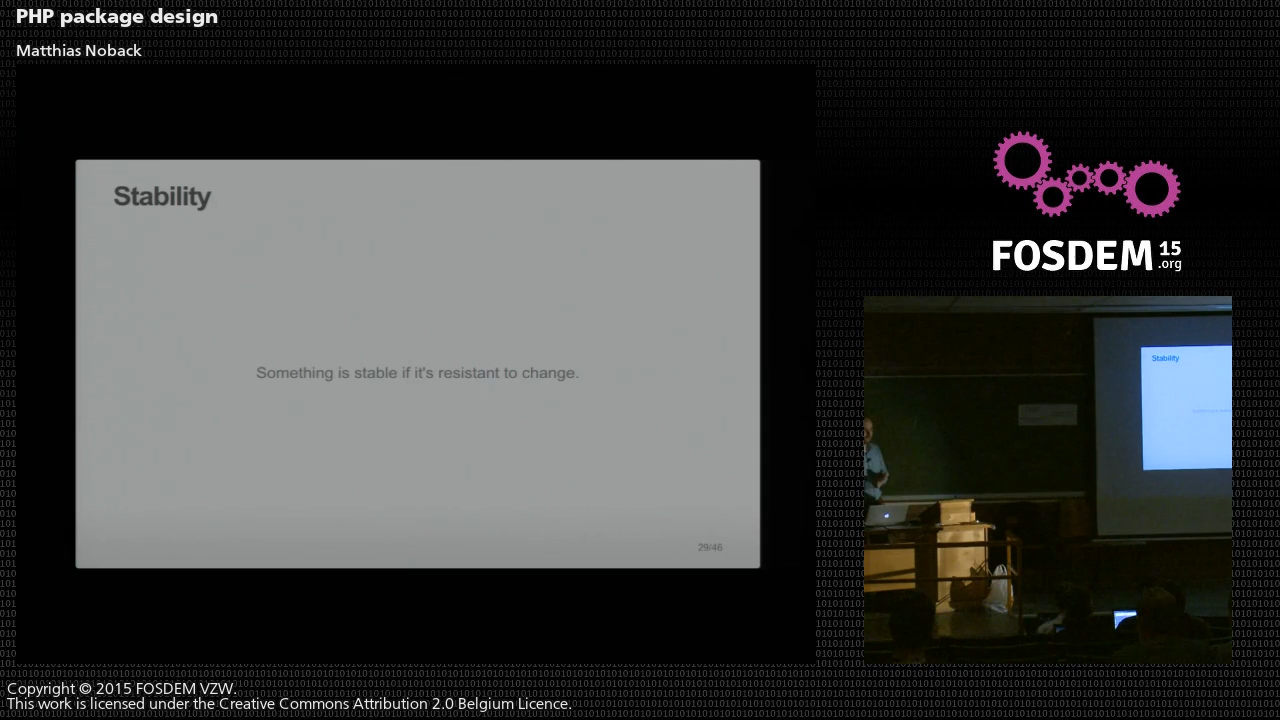 PHP package design
Matthias Noback
Stability
Something is stable if it's resistant to change.
29/46
FOSDEM 15
.org
Stability
Copyright © 2015 FOSDEM VZW.
This work is licensed under the Creative Commons Attribution 2.0 Belgium Licence.